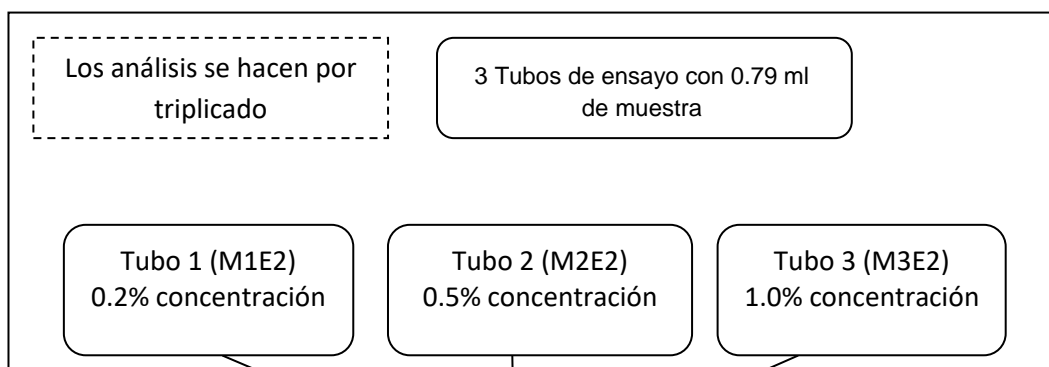 Los análisis se hacen por
triplicado
3 Tubos de ensayo con 0.79 ml
de muestra
Tubo 1 (M1E2)
0.2% concentración
Tubo 2 (M2E2)
0.5% concentración
Tubo 3 (M3E2)
1.0% concentración